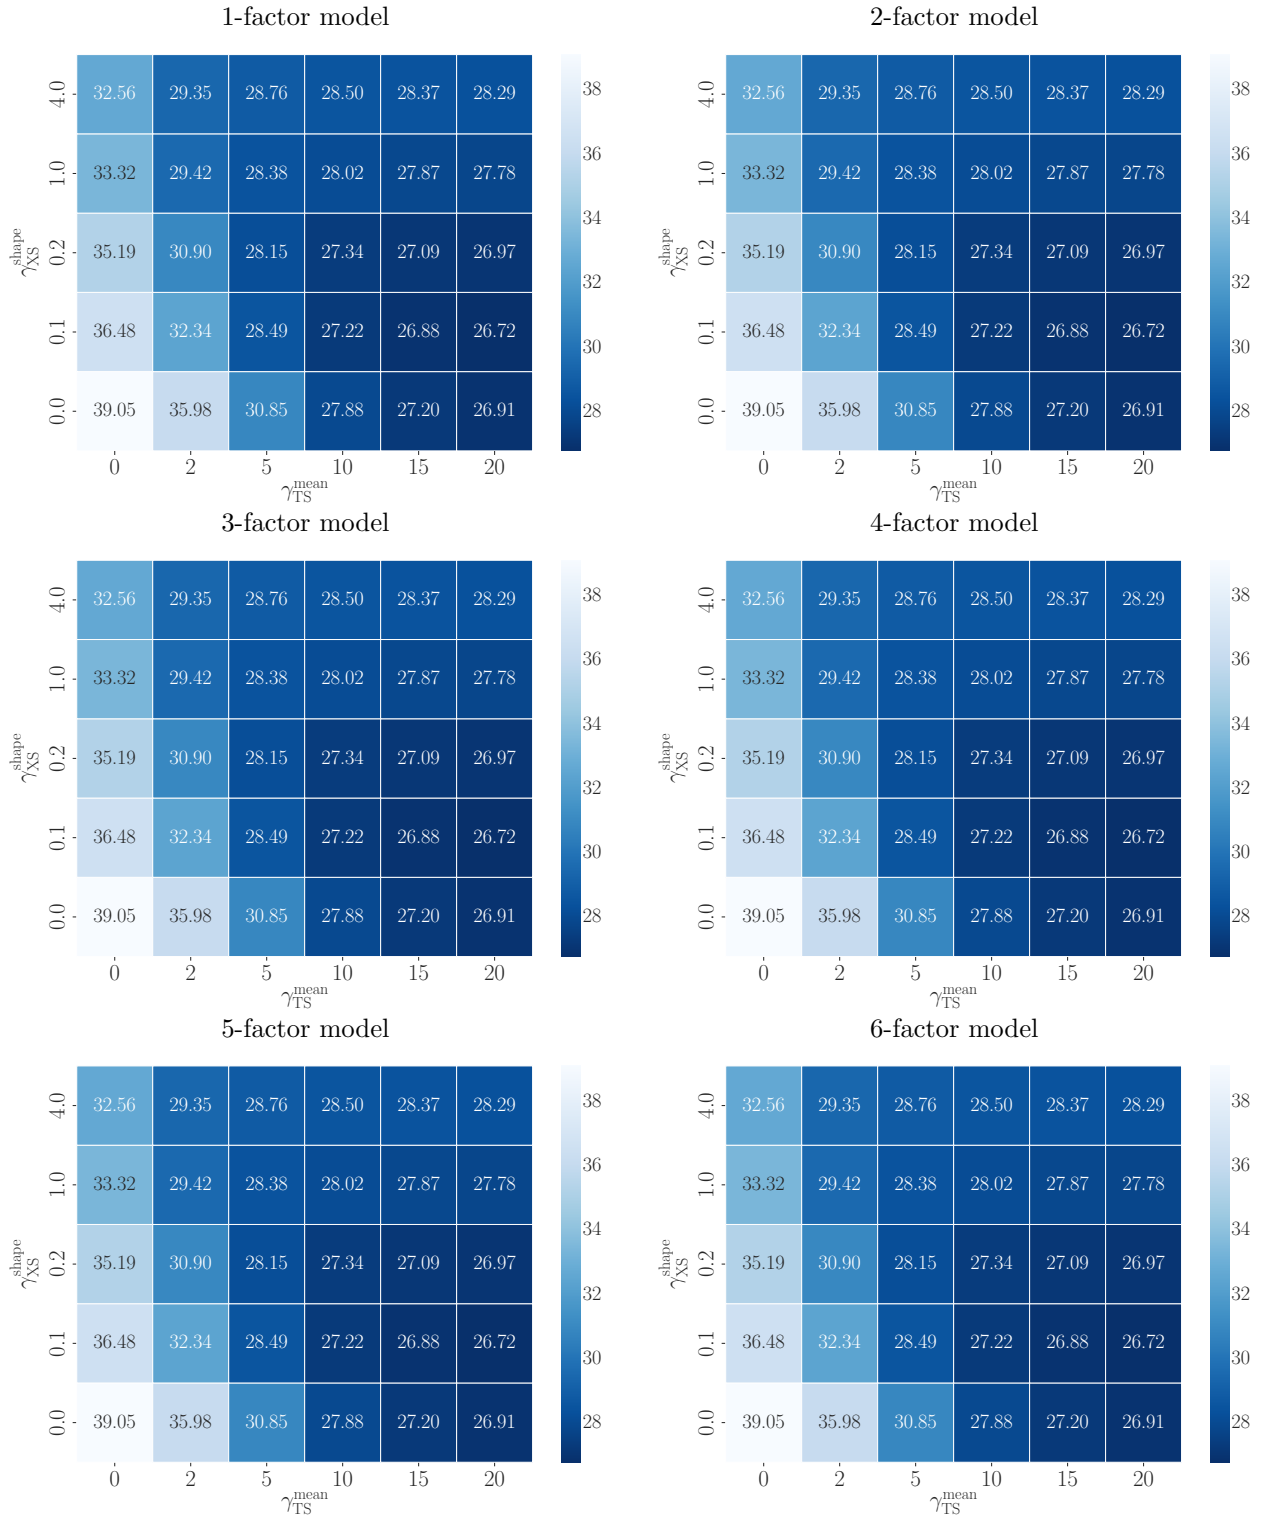 1-factor model
4.0 32.56 29.35 28.76 28.50 28.37 28.29 38
1.0 33.32 29.42 28.38 28.02 27.87 27.78 36
34
γ_XS^shape 0.2 35.19 30.90 28.15 27.34 27.09 26.97 32
0.1 36.48 32.34 28.49 27.22 26.88 26.72 30
0.0 39.05 35.98 30.85 27.88 27.20 26.91 28
0 2 5 10 15 20
γ_TS^mean
2-factor model
4.0 32.56 29.35 28.76 28.50 28.37 28.29 38
1.0 33.32 29.42 28.38 28.02 27.87 27.78 36
34
γ_XS^shape 0.2 35.19 30.90 28.15 27.34 27.09 26.97 32
0.1 36.48 32.34 28.49 27.22 26.88 26.72 30
0.0 39.05 35.98 30.85 27.88 27.20 26.91 28
0 2 5 10 15 20
γ_TS^mean
3-factor model
4.0 32.56 29.35 28.76 28.50 28.37 28.29 38
1.0 33.32 29.42 28.38 28.02 27.87 27.78 36
34
γ_XS^shape 0.2 35.19 30.90 28.15 27.34 27.09 26.97 32
0.1 36.48 32.34 28.49 27.22 26.88 26.72 30
0.0 39.05 35.98 30.85 27.88 27.20 26.91 28
0 2 5 10 15 20
γ_TS^mean
4-factor model
4.0 32.56 29.35 28.76 28.50 28.37 28.29 38
1.0 33.32 29.42 28.38 28.02 27.87 27.78 36
34
γ_XS^shape 0.2 35.19 30.90 28.15 27.34 27.09 26.97 32
0.1 36.48 32.34 28.49 27.22 26.88 26.72 30
0.0 39.05 35.98 30.85 27.88 27.20 26.91 28
0 2 5 10 15 20
γ_TS^mean
5-factor model
4.0 32.56 29.35 28.76 28.50 28.37 28.29 38
1.0 33.32 29.42 28.38 28.02 27.87 27.78 36
34
γ_XS^shape 0.2 35.19 30.90 28.15 27.34 27.09 26.97 32
0.1 36.48 32.34 28.49 27.22 26.88 26.72 30
0.0 39.05 35.98 30.85 27.88 27.20 26.91 28
0 2 5 10 15 20
γ_TS^mean
6-factor model
4.0 32.56 29.35 28.76 28.50 28.37 28.29 38
1.0 33.32 29.42 28.38 28.02 27.87 27.78 36
34
γ_XS^shape 0.2 35.19 30.90 28.15 27.34 27.09 26.97 32
0.1 36.48 32.34 28.49 27.22 26.88 26.72 30
0.0 39.05 35.98 30.85 27.88 27.20 26.91 28
0 2 5 10 15 20
γ_TS^mean